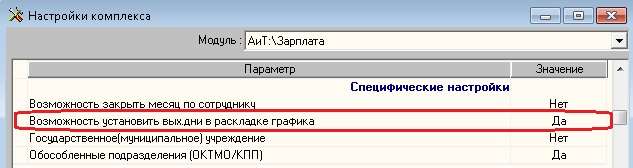 Настройки комплекса
Модуль : АиТ:\Зарплата
Параметр Значение
Специфические настройки
Возможность закрыть месяц по сотруднику Нет
Возможность установить вых.дни в раскладке графика Да
Государственное(муниципальное) учреждение Нет
Обособленные подразделения (ОКТМО/КПП) Да